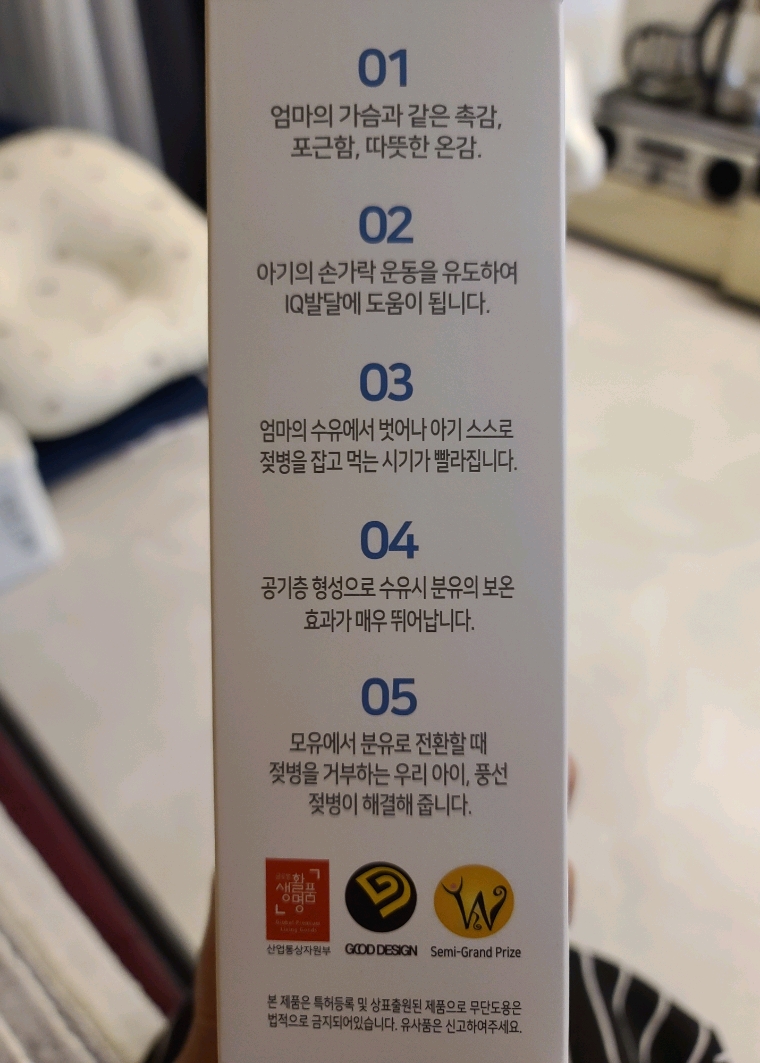 01
엄마의 가슴과 같은 촉감,
포근함, 따뜻한 온감.
02
아기의 손가락 운동을 유도하여
IQ발달에 도움이 됩니다.
03
엄마의 수유에서 벗어나 아기 스스로
젖병을 잡고 먹는 시기가 빨라집니다.
04
공기층 형성으로 수유시 분유의 보온
효과가 매우 뛰어납니다.
05
모유에서 분유로 전환할 때
젖병을 거부하는 우리 아이, 풍선
젖병이 해결해 줍니다.
생활명품
산업통상자원부
GOOD DESIGN
W
Semi-Grand Prize
본 제품은 특허등록 및 상표출원된 제품으로 무단도용은
법적으로 금지되어있습니다. 유사품은 신고하여주세요.